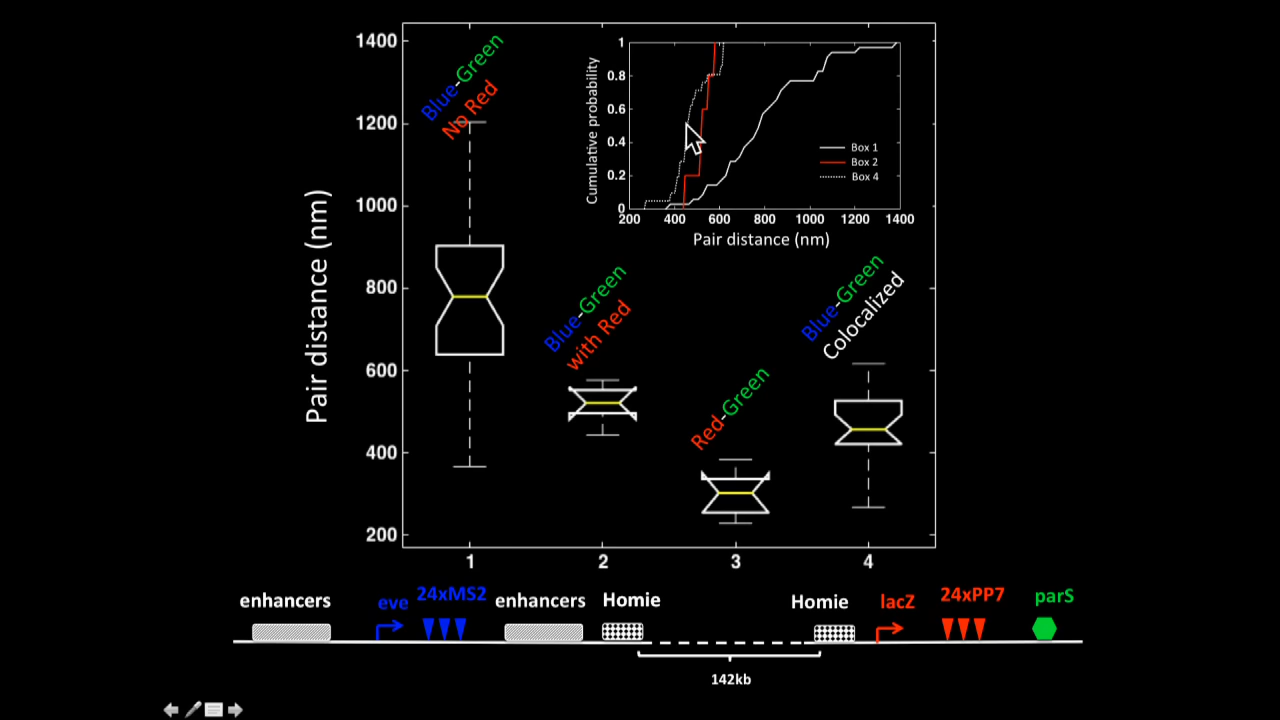 1400
1200
1000
800
600
400
200
Pair distance (nm)
Blue-Green
No Red
Blue-Green
with Red
Red-Green
Blue-Green
Colocalized
1 2 3 4
1
0.8
0.6
0.4
0.2
0
Cumulative probability
Box 1
Box 2
Box 4
200 400 600 800 1000 1200 1400
Pair distance (nm)
enhancers eve 24xMS2 enhancers Homie Homie lacZ 24xPP7 parS
142kb